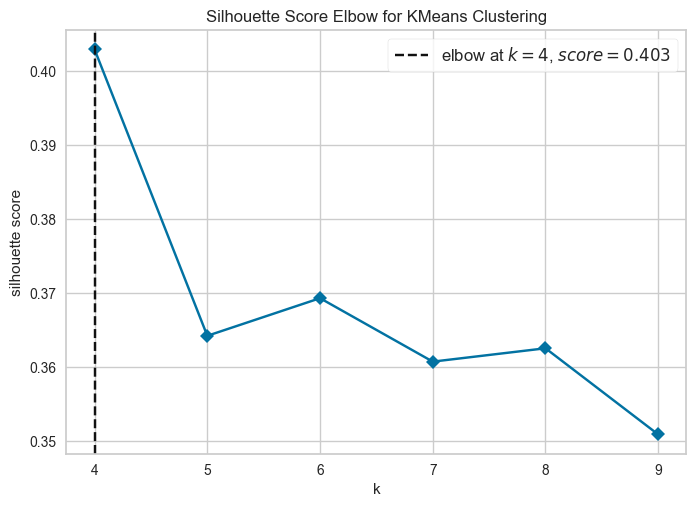 Silhouette Score Elbow for KMeans Clustering
elbow at k = 4, score = 0.403
silhouette score
0.40
0.39
0.38
0.37
0.36
0.35
4 5 6 7 8 9
k